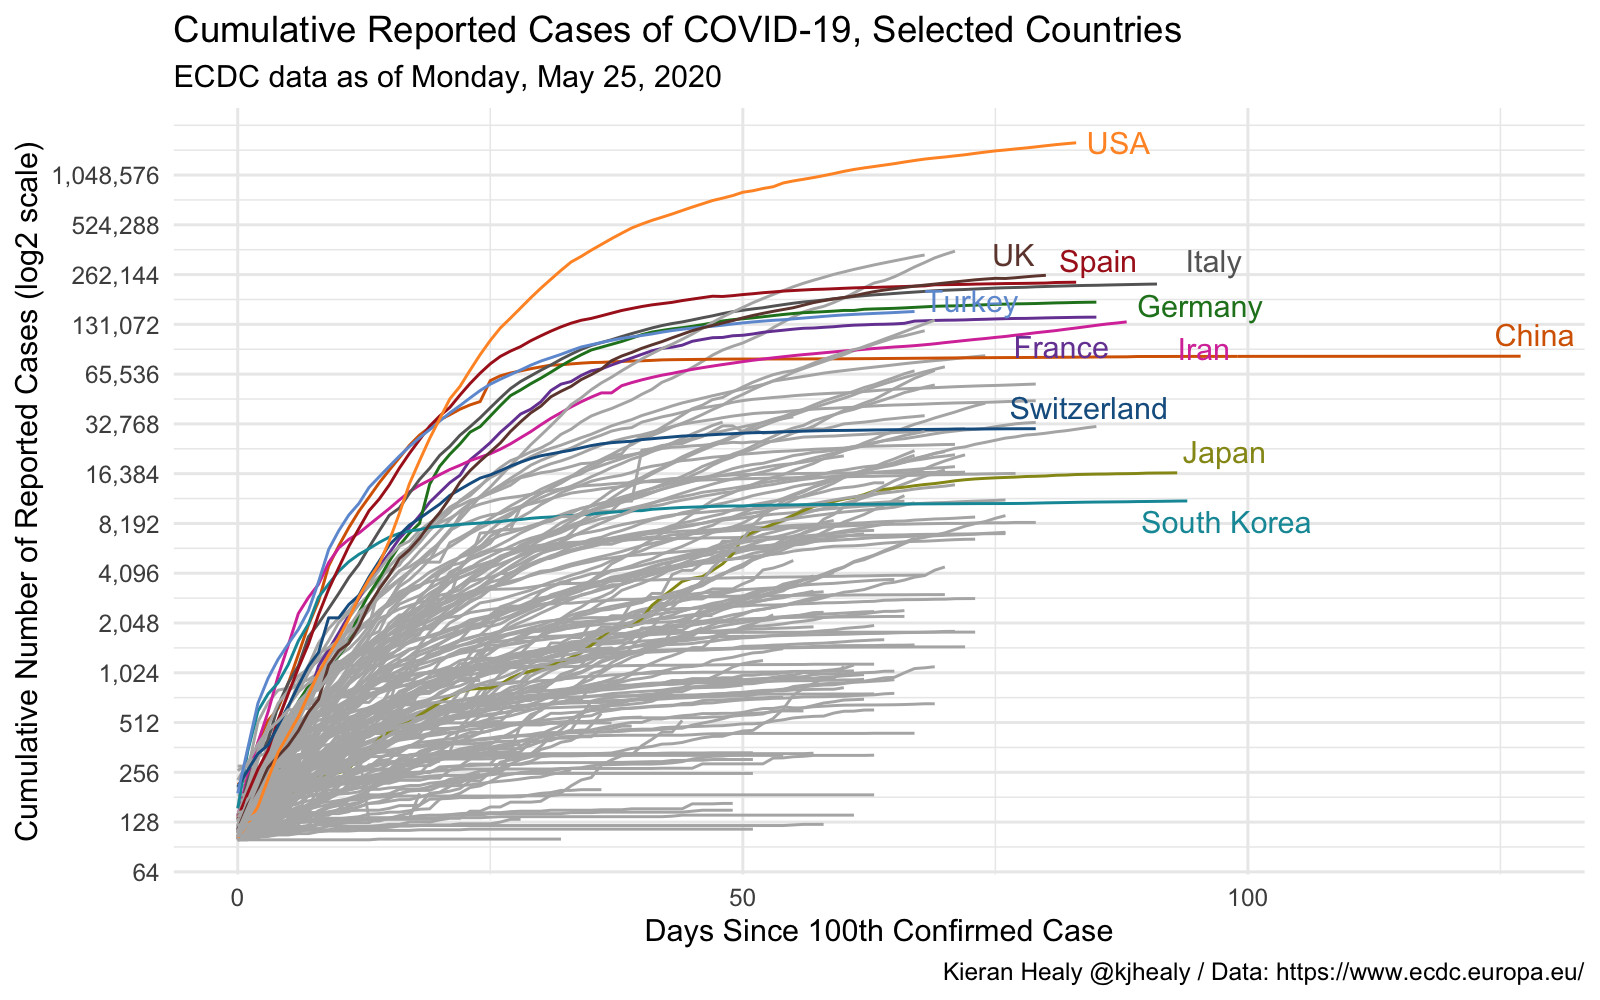 Cumulative Reported Cases of COVID-19, Selected Countries
ECDC data as of Monday, May 25, 2020
Cumulative Number of Reported Cases (log2 scale)
1,048,576
524,288
262,144
131,072
65,536
32,768
16,384
8,192
4,096
2,048
1,024
512
256
128
64
USA
UK
Spain
Italy
Turkey
Germany
China
France
Iran
Switzerland
Japan
South Korea
0
50
100
Days Since 100th Confirmed Case
Kieran Healy @kjhealy / Data: https://www.ecdc.europa.eu/